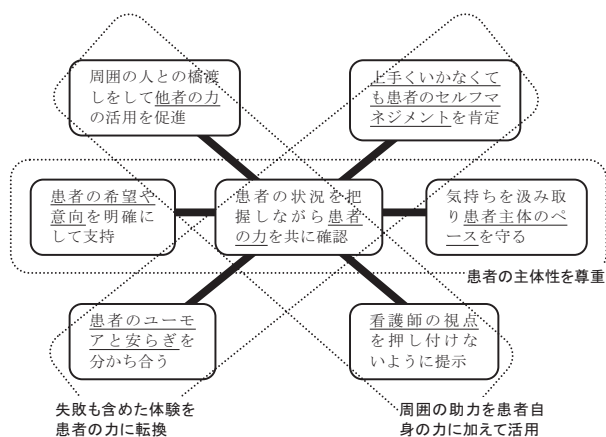 周囲の人との橋渡
しをして他者の力
の活用を促進
上手くいかなくて
も患者のセルフマ
ネジメントを肯定
患者の希望や
意向を明確に
して支持
患者の状況を把
握しながら患者
の力を共に確認
気持ちを汲み取
り患者主体のペ
ースを守る
患者の主体性を尊重
患者のユーモ
アと安らぎを
分かち合う
看護師の視点
を押し付けな
いように提示
失敗も含めた体験を
患者の力に転換
周囲の助力を患者自
身の力に加えて活用